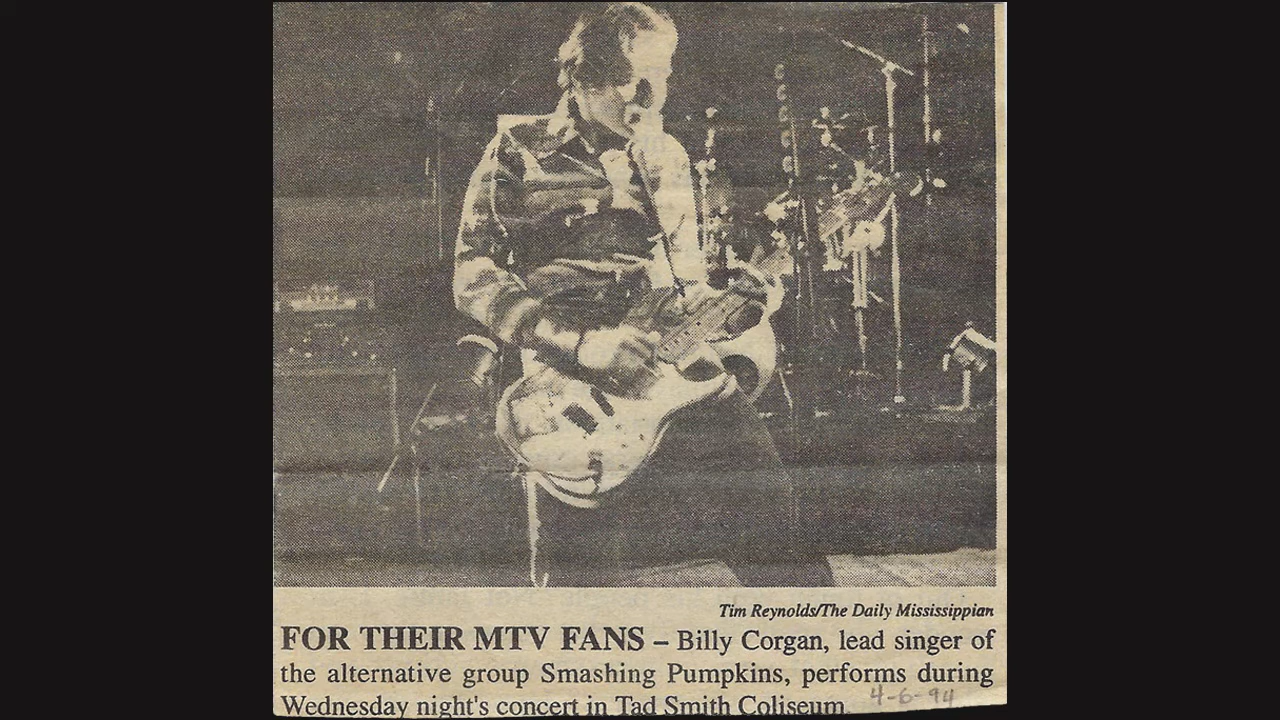 Tim Reynolds/The Daily Mississippian
FOR THEIR MTV FANS – Billy Corgan, lead singer of
the alternative group Smashing Pumpkins, performs during
Wednesday night's concert in Tad Smith Coliseum. 4-6-94